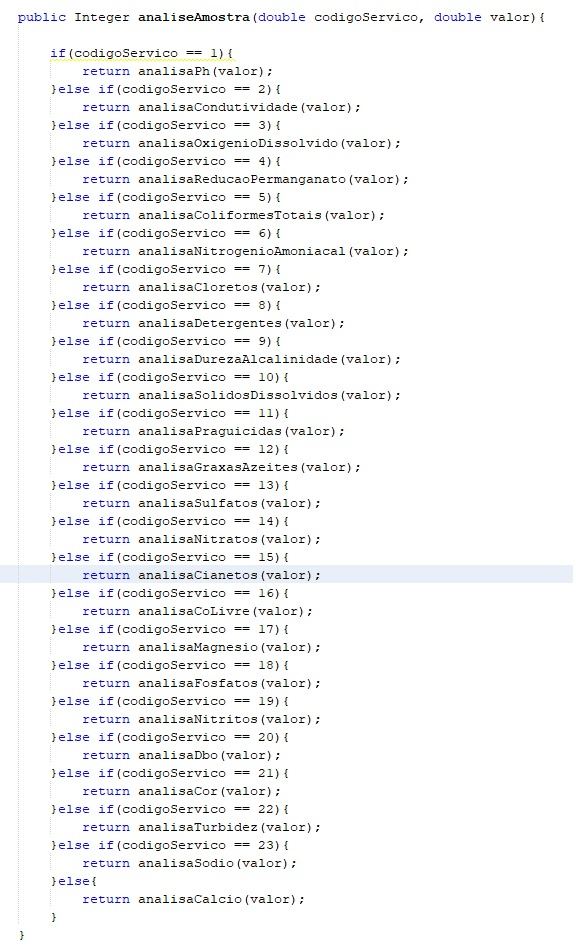 public Integer analiseAmostra(double codigoServico, double valor){
if(codigoServico == 1){
return analisaPh(valor);
}else if(codigoServico == 2){
return analisaCondutividade(valor);
}else if(codigoServico == 3){
return analisaOxigenioDissolvido(valor);
}else if(codigoServico == 4){
return analisaReducaoPermanganato(valor);
}else if(codigoServico == 5){
return analisaColiformesTotais(valor);
}else if(codigoServico == 6){
return analisaNitrogenioAmoniacal(valor);
}else if(codigoServico == 7){
return analisaCloretos(valor);
}else if(codigoServico == 8){
return analisaDetergentes(valor);
}else if(codigoServico == 9){
return analisaDurezaAlcalinidade(valor);
}else if(codigoServico == 10){
return analisaSolidosDissolvidos(valor);
}else if(codigoServico == 11){
return analisaPraguicidas(valor);
}else if(codigoServico == 12){
return analisaGraxasAzeites(valor);
}else if(codigoServico == 13){
return analisaSulfatos(valor);
}else if(codigoServico == 14){
return analisaNitratos(valor);
}else if(codigoServico == 15){
return analisaCianetos(valor);
}else if(codigoServico == 16){
return analisaCoLivre(valor);
}else if(codigoServico == 17){
return analisaMagnesio(valor);
}else if(codigoServico == 18){
return analisaFosfatos(valor);
}else if(codigoServico == 19){
return analisaNitritos(valor);
}else if(codigoServico == 20){
return analisaDbo(valor);
}else if(codigoServico == 21){
return analisaCor(valor);
}else if(codigoServico == 22){
return analisaTurbidez(valor);
}else if(codigoServico == 23){
return analisaSodio(valor);
}else{
return analisaCalcio(valor);
}
}